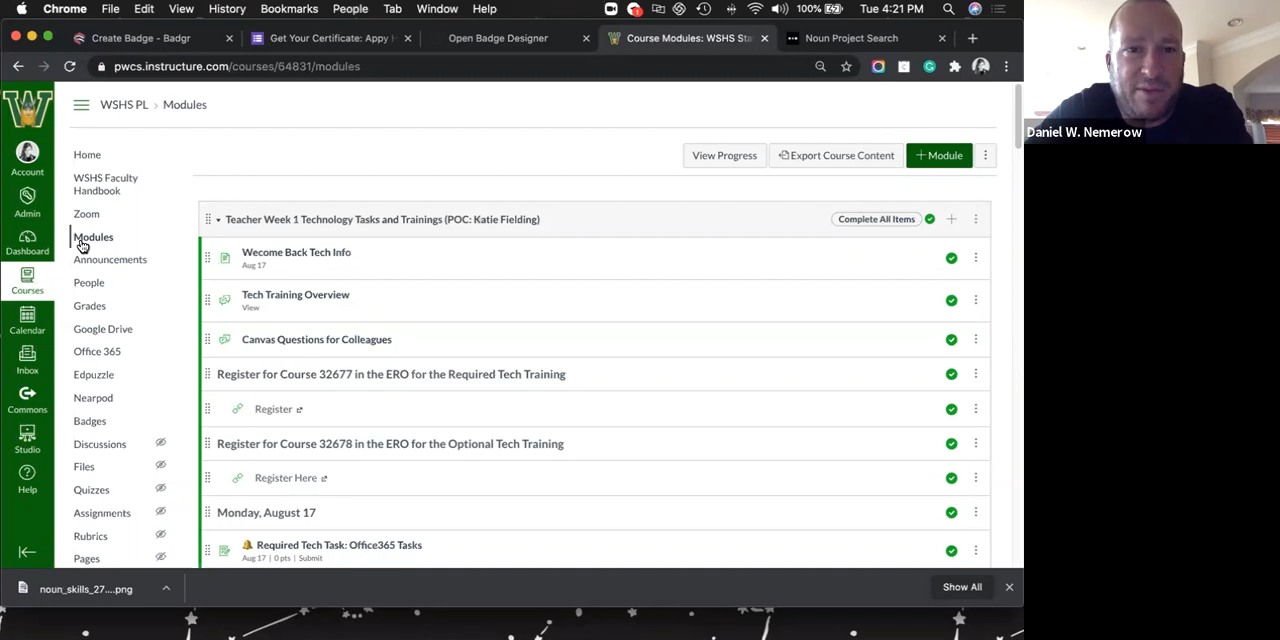 Chrome File Edit View History Bookmarks People Tab Window Help 100% Tue 4:21 PM
Create Badge - Badgr
Get Your Certificate: Appy H
Open Badge Designer
Course Modules: WSHS Sta
Noun Project Search
pwcs.instructure.com/courses/64831/modules
Daniel W. Nemerow
W
Account
Admin
Dashboard
Courses
Calendar
Inbox
Commons
Studio
Help
WSHS PL > Modules
Home
WSHS Faculty
Handbook
Zoom
Modules
Announcements
People
Grades
Google Drive
Office 365
Edpuzzle
Nearpod
Badges
Discussions
Files
Quizzes
Assignments
Rubrics
Pages
View Progress
Export Course Content
+ Module
Teacher Week 1 Technology Tasks and Trainings (POC: Katie Fielding)
Complete All Items
Wecome Back Tech Info
Aug 17
Tech Training Overview
View
Canvas Questions for Colleagues
Register for Course 32677 in the ERO for the Required Tech Training
Register
Register for Course 32678 in the ERO for the Optional Tech Training
Register Here
Monday, August 17
Required Tech Task: Office365 Tasks
Aug 17 | 0 pts | Submit
noun_skills_27....png
Show All